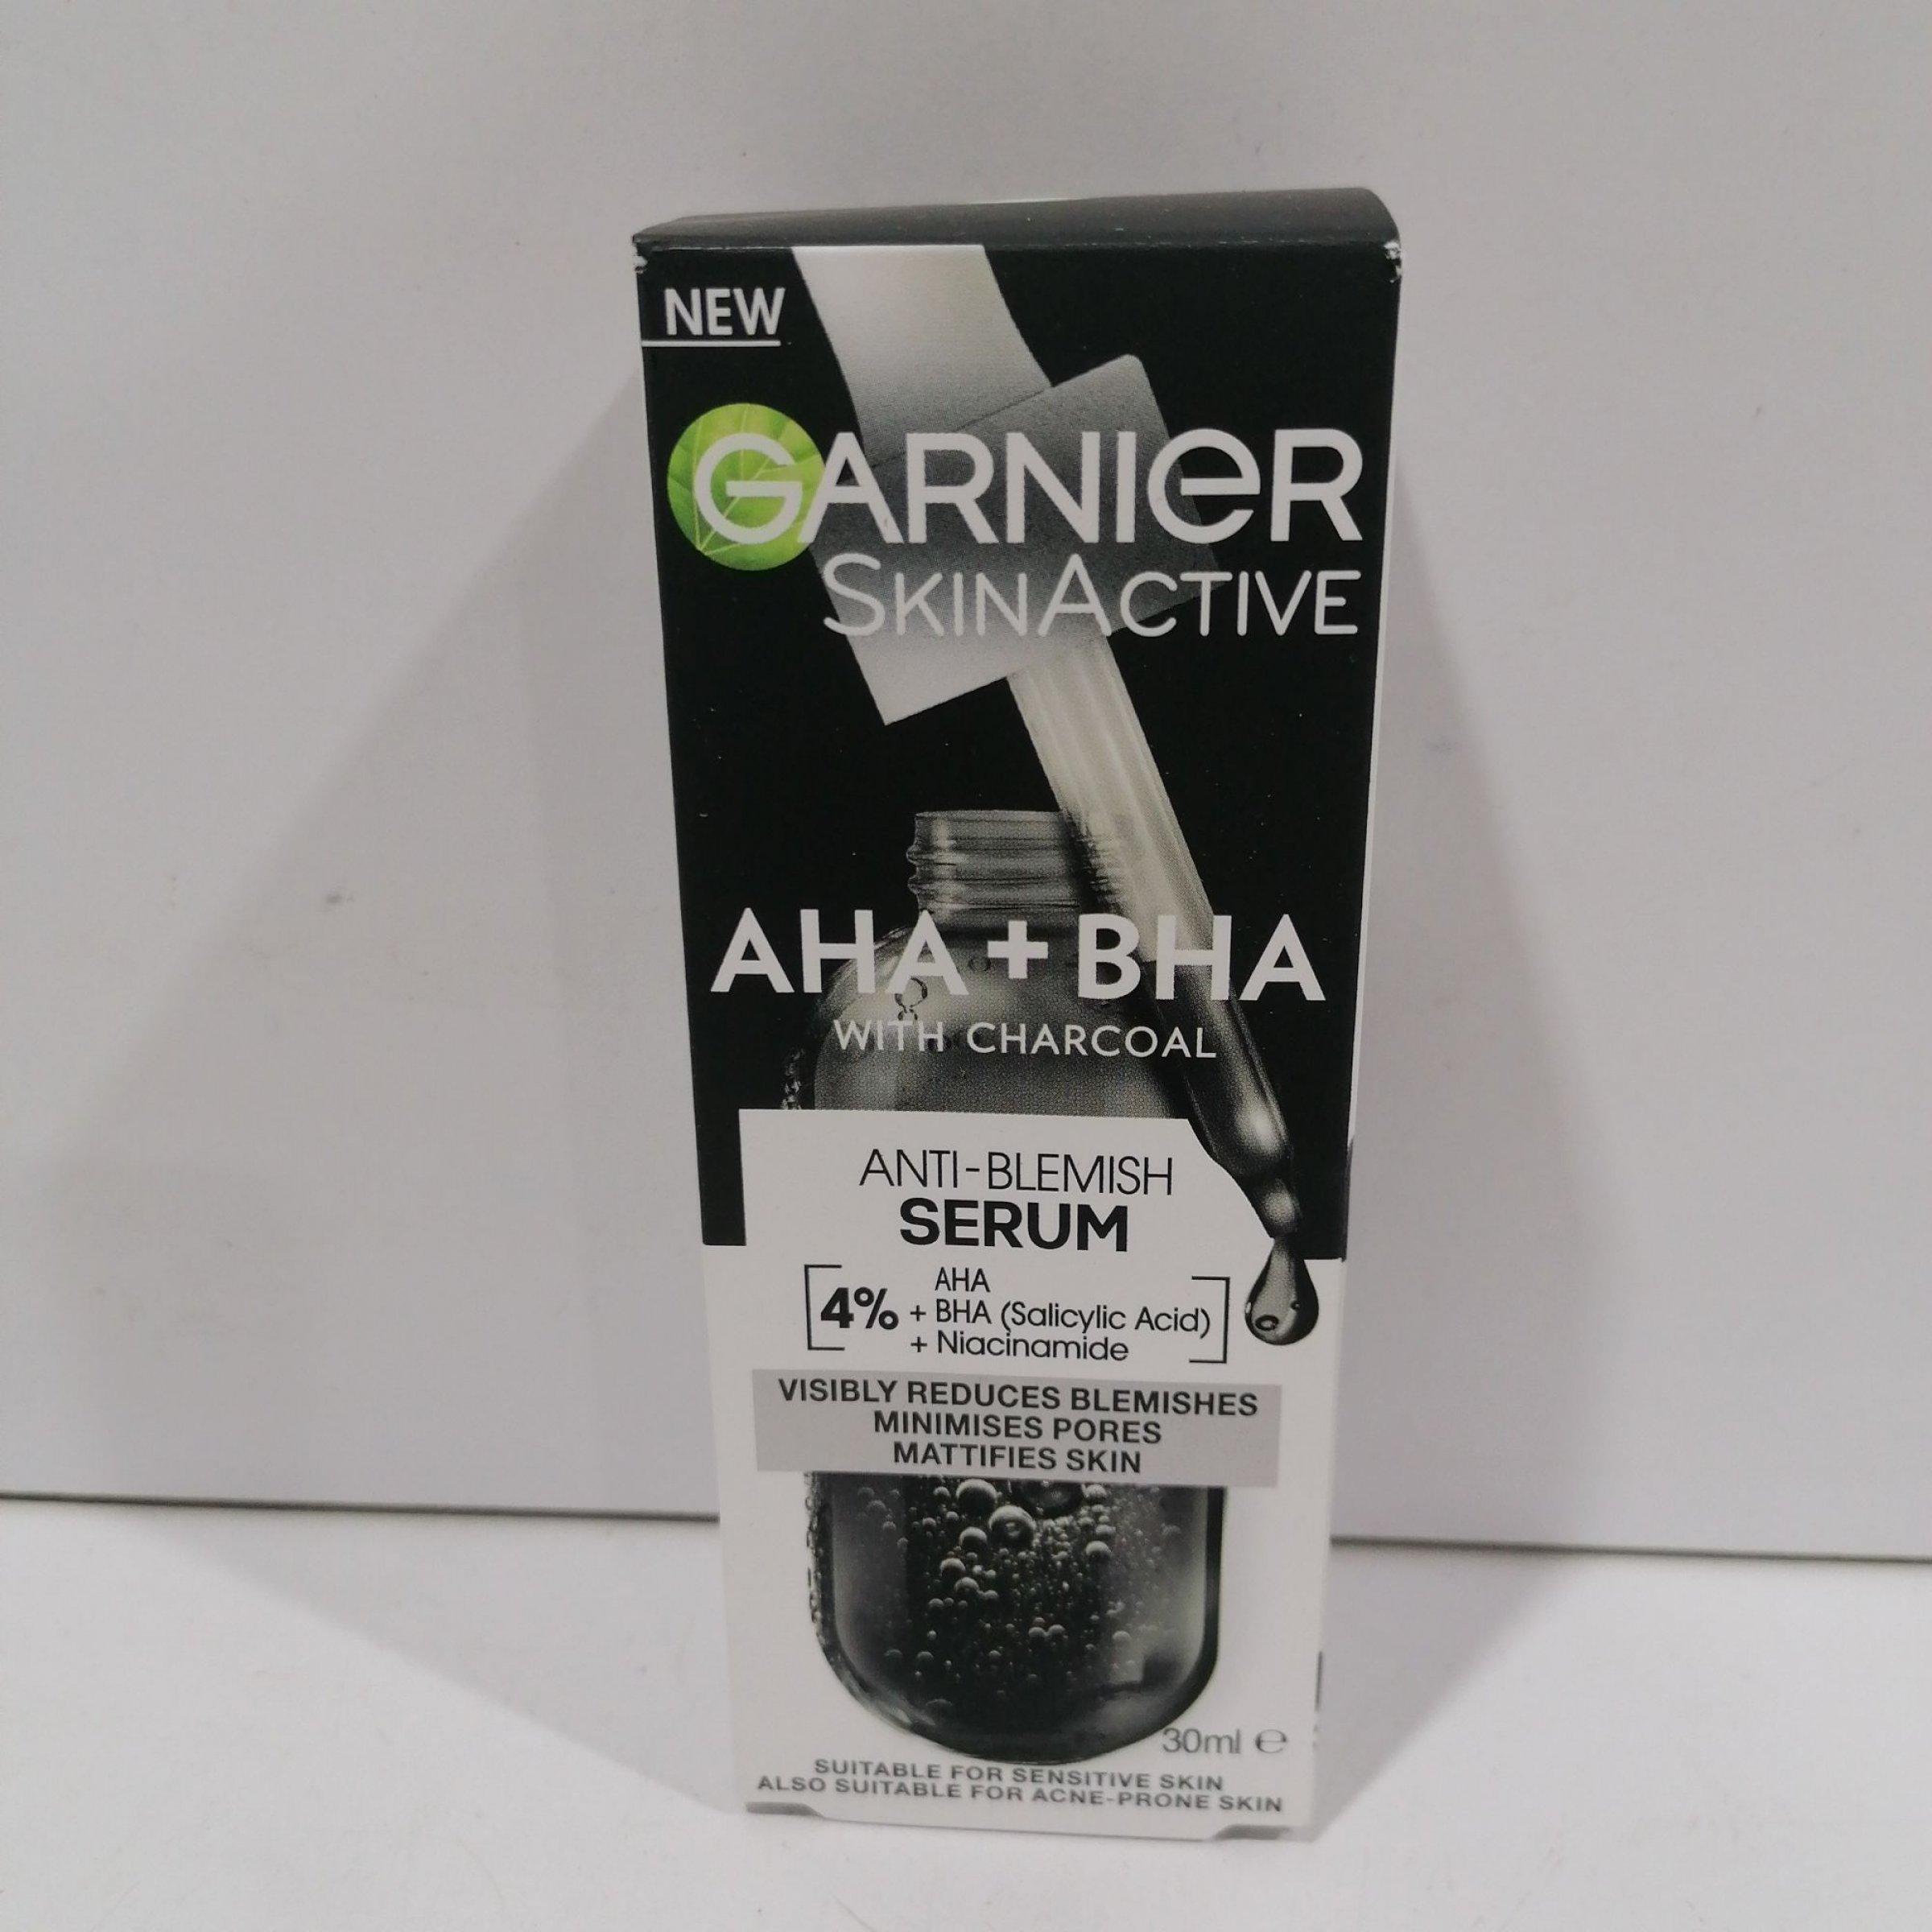 NEW
GARNIER
SKINACTIVE
AHA + BHA
WITH CHARCOAL
ANTI-BLEMISH
SERUM
AHA
4% + BHA (Salicylic Acid)
+ Niacinamide
VISIBLY REDUCES BLEMISHES
MINIMISES PORES
MATTIFIES SKIN
30ml ℮
SUITABLE FOR SENSITIVE SKIN
ALSO SUITABLE FOR ACNE-PRONE SKIN